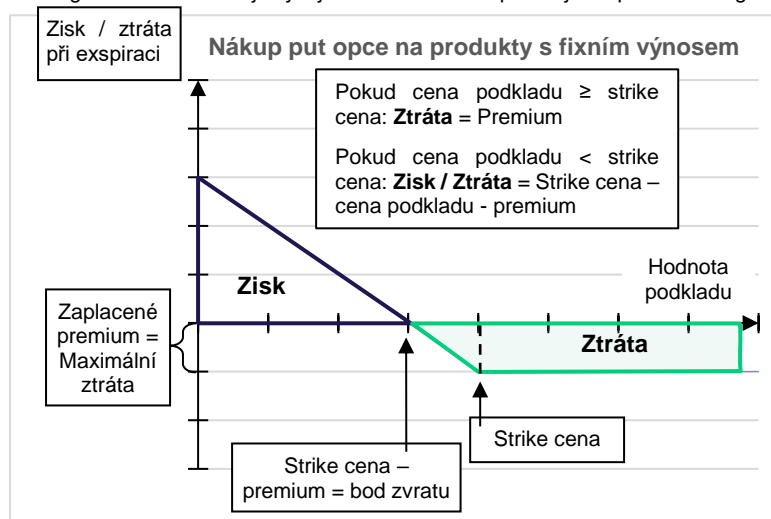 Zisk / ztráta
při exspiraci
Nákup put opce na produkty s fixním výnosem
Pokud cena podkladu ≥ strike
cena: Ztráta = Premium
Pokud cena podkladu < strike
cena: Zisk / Ztráta = Strike cena –
cena podkladu - premium
Hodnota
podkladu
Zisk
Zaplacené
premium =
Maximální
ztráta
Ztráta
Strike cena
Strike cena –
premium = bod zvratu